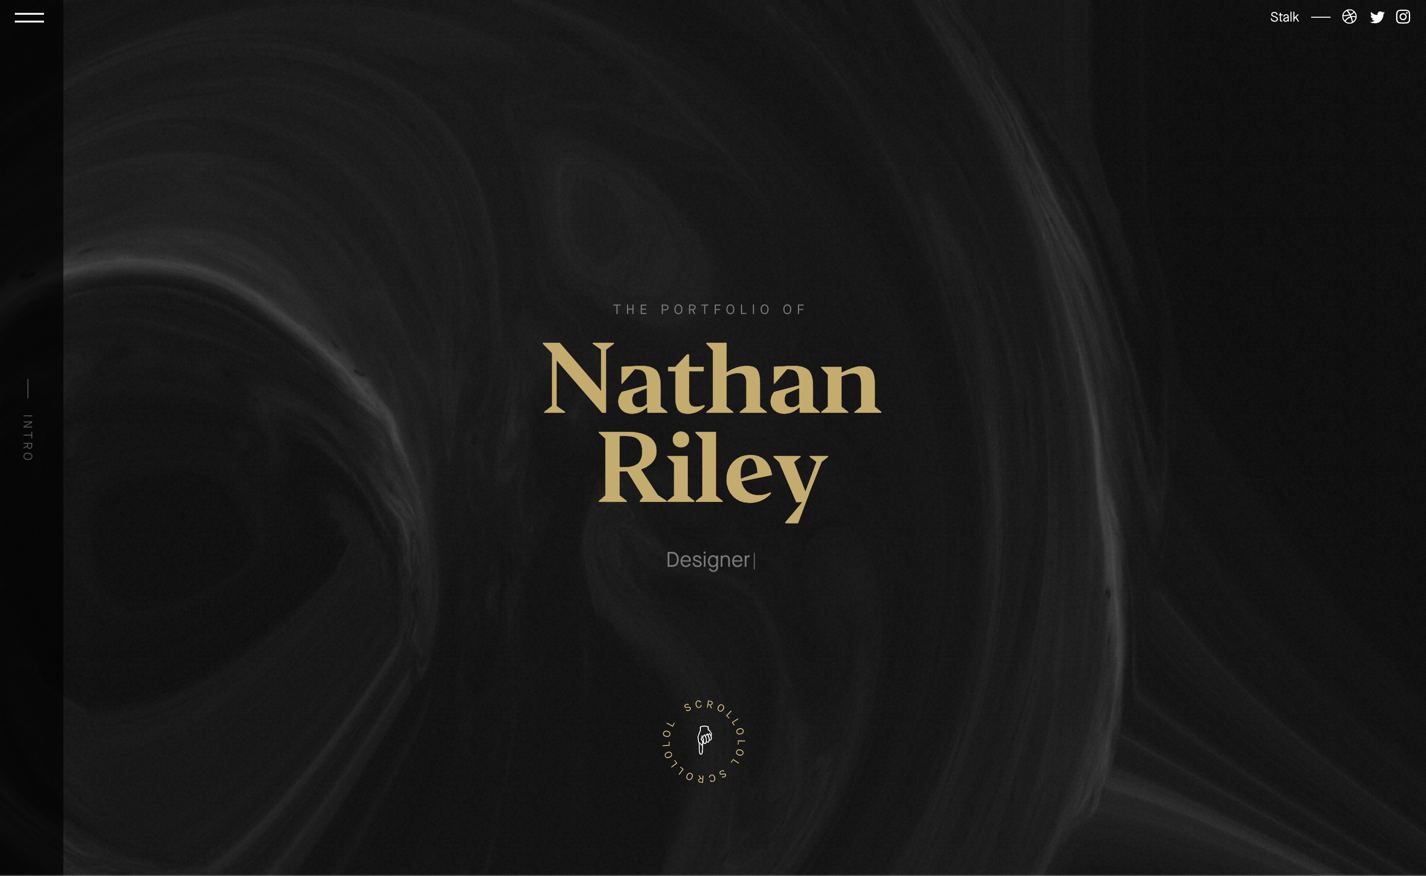 Stalk
THE PORTFOLIO OF
Nathan
Riley
Designer
INTRO
SCROLLOLOL SCROLLOLOL